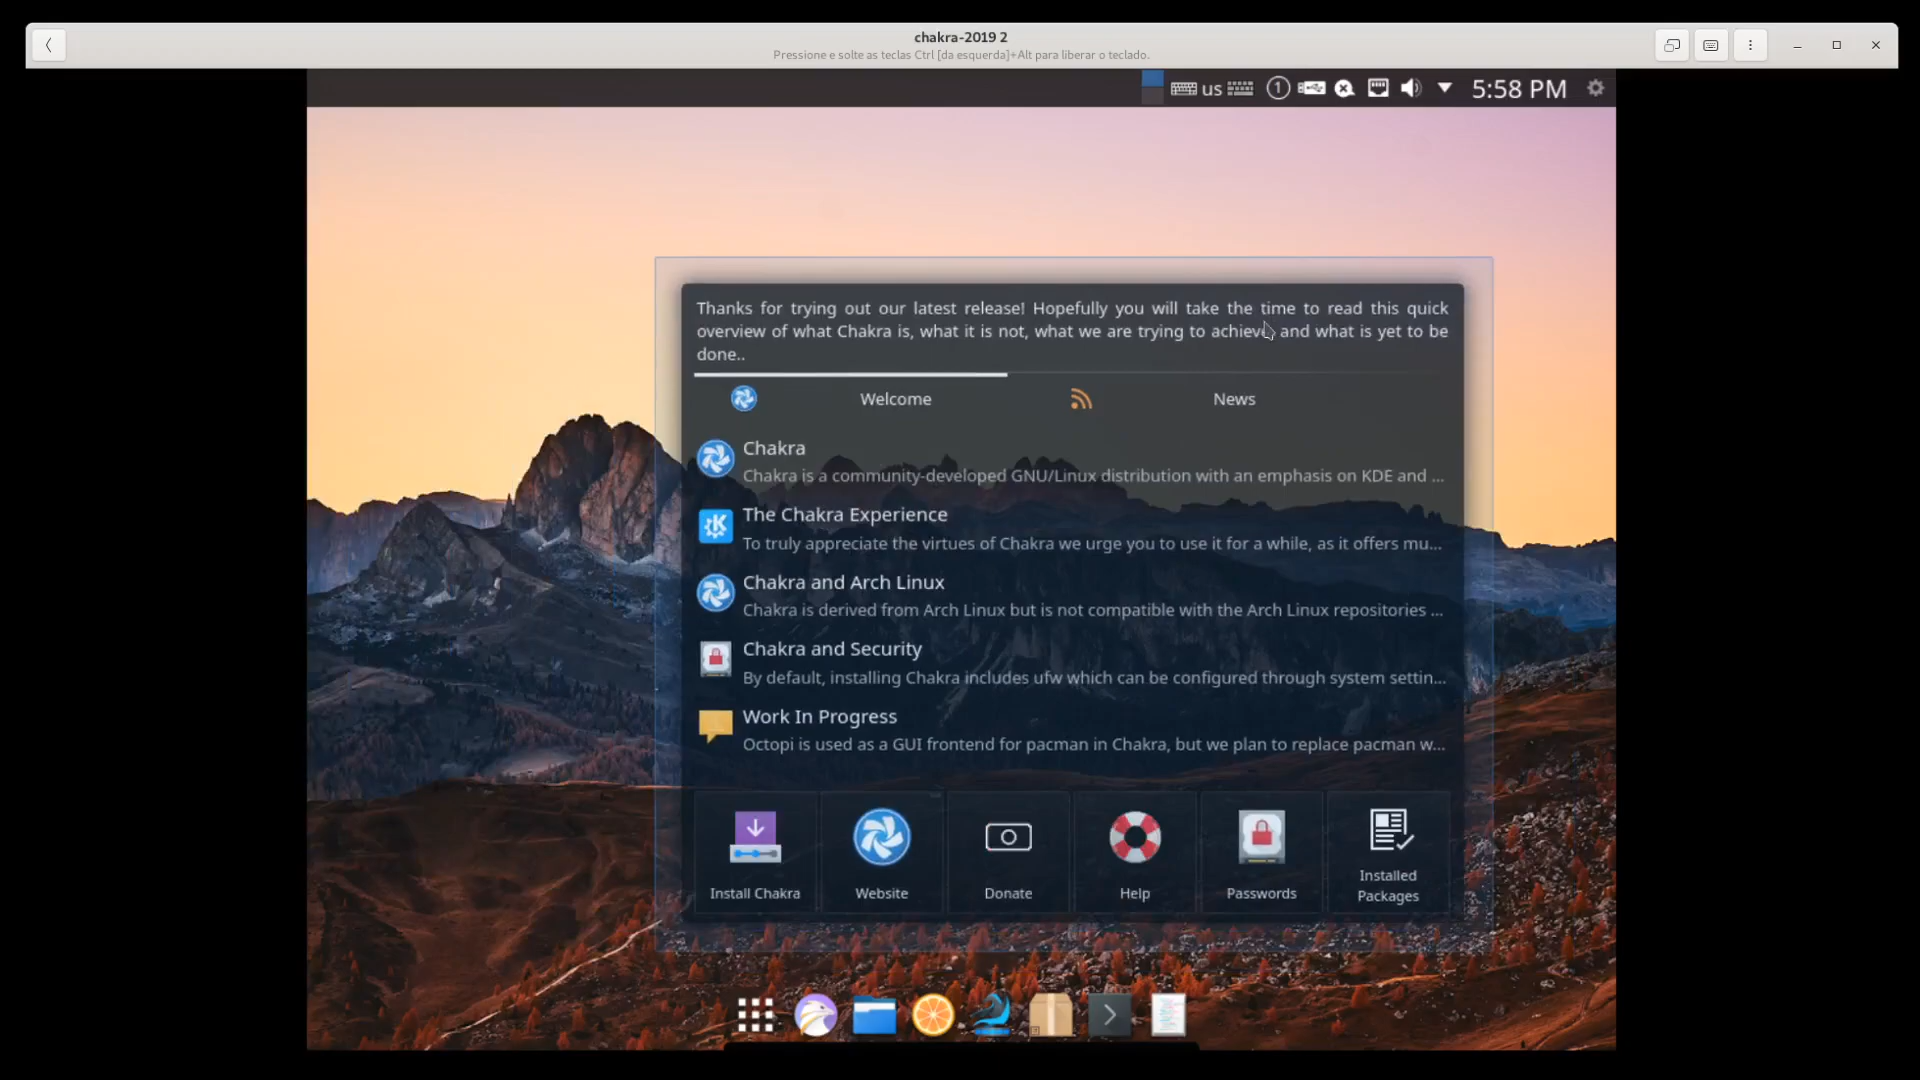 chakra-2019 2
Pressione e solte as teclas Ctrl [da esquerda]+Alt para liberar o teclado.
us 1 5:58 PM
Thanks for trying out our latest release! Hopefully you will take the time to read this quick
overview of what Chakra is, what it is not, what we are trying to achieve and what is yet to be
done..
Welcome News
Chakra
Chakra is a community-developed GNU/Linux distribution with an emphasis on KDE and ...
The Chakra Experience
To truly appreciate the virtues of Chakra we urge you to use it for a while, as it offers mu...
Chakra and Arch Linux
Chakra is derived from Arch Linux but is not compatible with the Arch Linux repositories ...
Chakra and Security
By default, installing Chakra includes ufw which can be configured through system settin...
Work In Progress
Octopi is used as a GUI frontend for pacman in Chakra, but we plan to replace pacman w...
Install Chakra Website Donate Help Passwords Installed
Packages